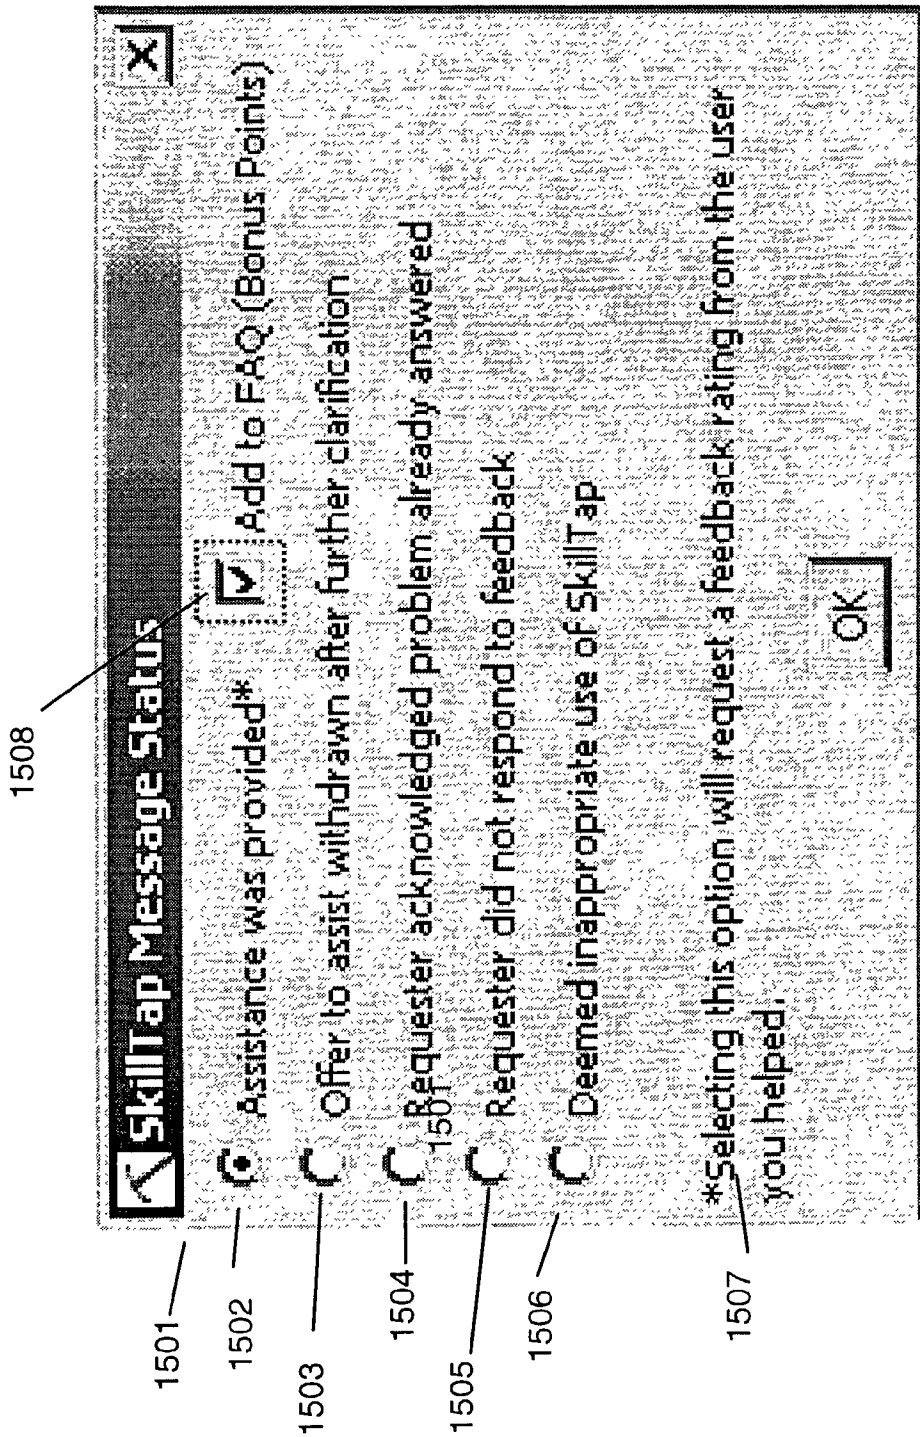 1508
SkillTap Message Status
Assistance was provided* Add to FAQ (Bonus Points)
Offer to assist withdrawn after further clarification
Requester acknowledged problem already answered
1501
Requester did not respond to feedback
Deemed inappropriate use of SkillTap
*Selecting this option will request a feedback rating from the user
you helped.
OK
1501
1502
1503
1504
1505
1506
1507